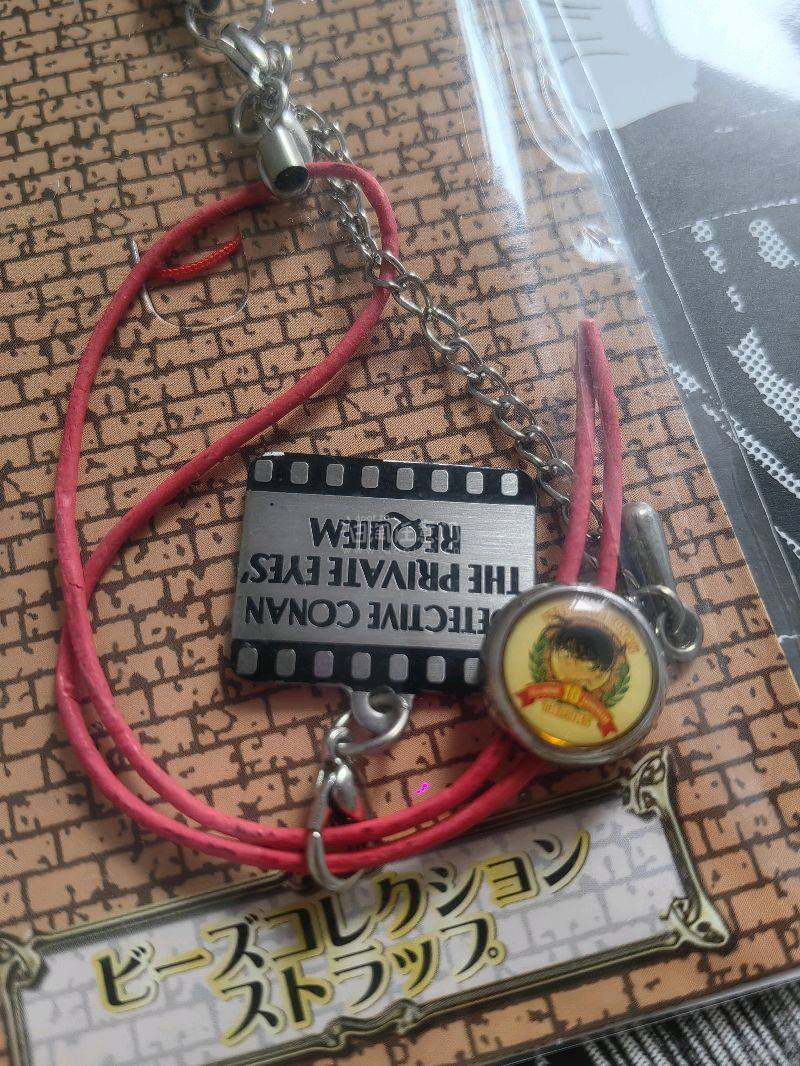 DETECTIVE CONAN
THE PRIVATE EYES'
REQUIEM
10
ビーズコレクション
ストラップ